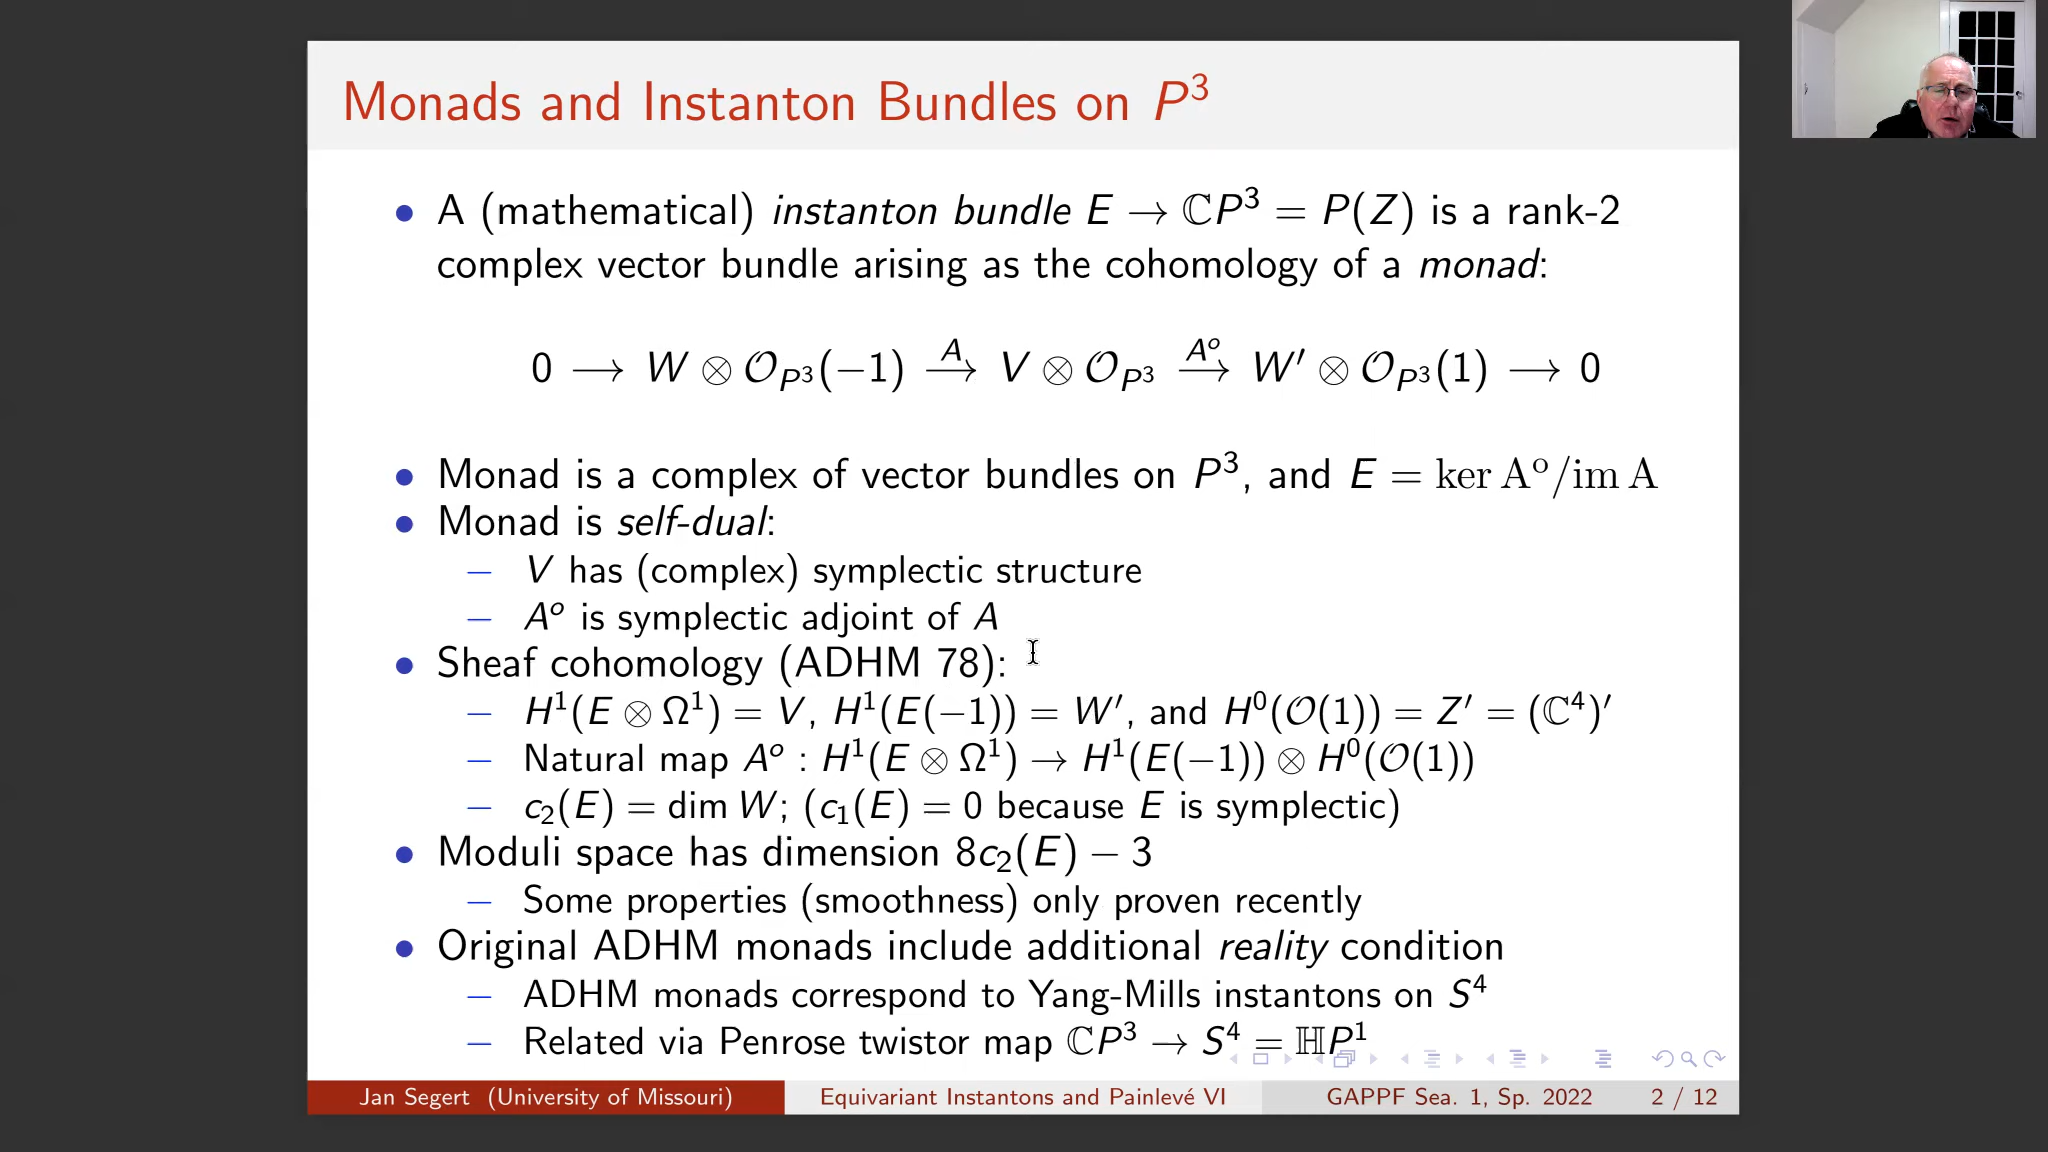 Monads and Instanton Bundles on P³
• A (mathematical) instanton bundle E → ℂP³ = P(Z) is a rank-2
complex vector bundle arising as the cohomology of a monad:
0 ⟶ W ⊗ 𝒪_{P³}(−1) —A→ V ⊗ 𝒪_{P³} —A°→ W′ ⊗ 𝒪_{P³}(1) ⟶ 0
• Monad is a complex of vector bundles on P³, and E = ker A°/im A
• Monad is self-dual:
– V has (complex) symplectic structure
– A° is symplectic adjoint of A
• Sheaf cohomology (ADHM 78):
– H¹(E ⊗ Ω¹) = V, H¹(E(−1)) = W′, and H⁰(𝒪(1)) = Z′ = (ℂ⁴)′
– Natural map A° : H¹(E ⊗ Ω¹) → H¹(E(−1)) ⊗ H⁰(𝒪(1))
– c₂(E) = dim W; (c₁(E) = 0 because E is symplectic)
• Moduli space has dimension 8c₂(E) − 3
– Some properties (smoothness) only proven recently
• Original ADHM monads include additional reality condition
– ADHM monads correspond to Yang-Mills instantons on S⁴
– Related via Penrose twistor map ℂP³ → S⁴ = ℍP¹
Jan Segert (University of Missouri) Equivariant Instantons and Painlevé VI GAPPF Sea. 1, Sp. 2022 2 / 12